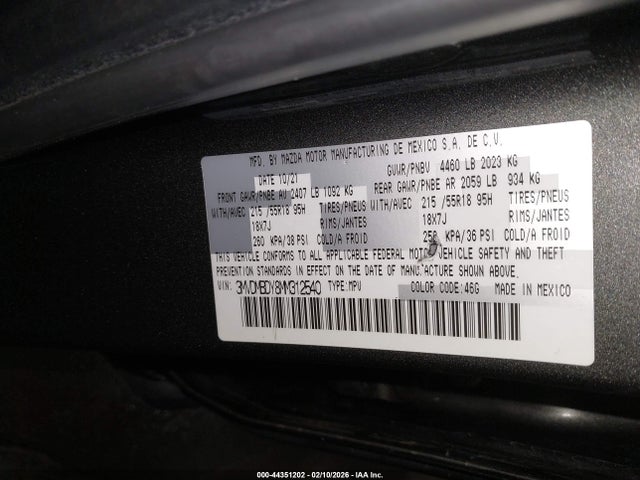 MFD. BY MAZDA MOTOR MANUFACTURING DE MEXICO S.A. DE C.V.
DATE 10/21 GVWR/PNBV 4460 LB 2023 KG
FRONT GAWR/PNBE AV 2407 LB 1092 KG REAR GAWR/PNBE AR 2059 LB 934 KG
WITH/AVEC 215/55R18 95H TIRES/PNEUS WITH/AVEC 215/55R18 95H TIRES/PNEUS
18X7J RIMS/JANTES 18X7J RIMS/JANTES
260 KPA/38 PSI COLD/A FROID 250 KPA/36 PSI COLD/A FROID
THIS VEHICLE CONFORMS TO ALL APPLICABLE FEDERAL MOTOR VEHICLE SAFETY AND THEFT
PREVENTION STANDARDS IN EFFECT ON THE DATE OF MANUFACTURE SHOWN ABOVE.
VIN: 3MVDMBDY8MM312540 TYPE:MPV COLOR CODE:46G MADE IN MEXICO
000-44351202 - 02/10/2026 - IAA Inc.